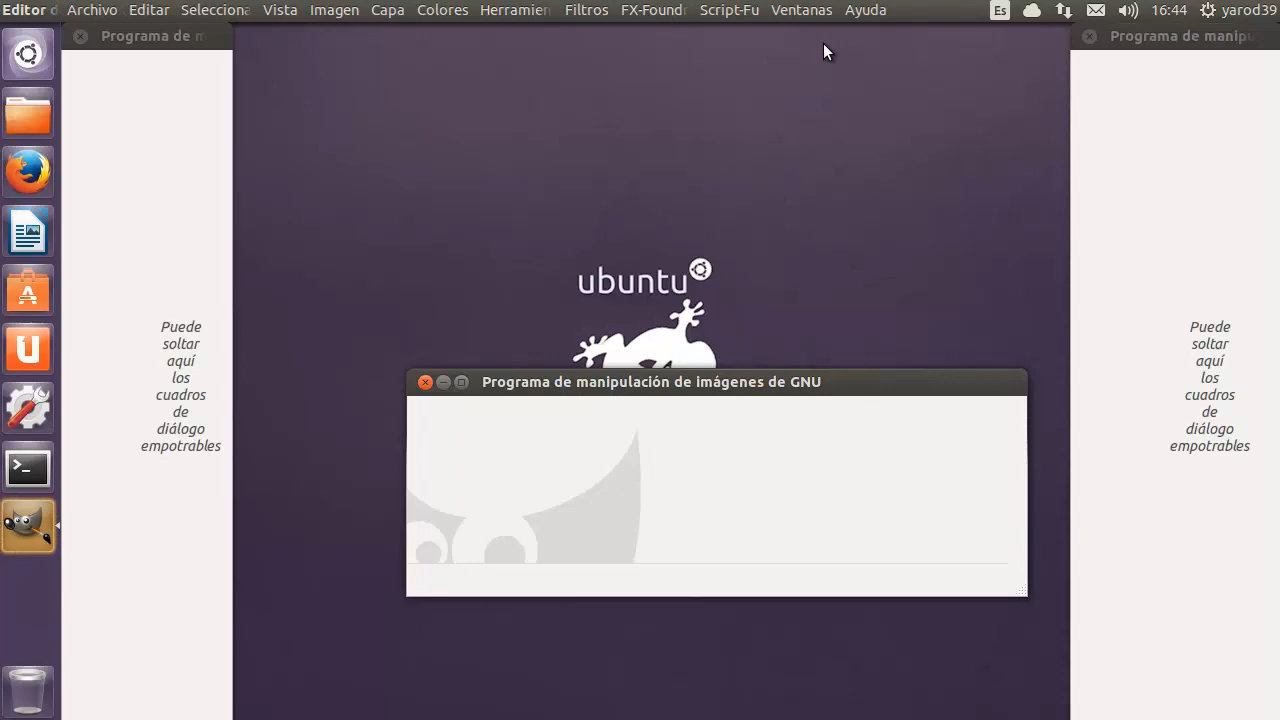 Editor d Archivo Editar Selecciona Vista Imagen Capa Colores Herramien Filtros FX-Foundr Script-Fu Ventanas Ayuda Es 16:44 yarod39
Programa de m
Programa de manipu
ubuntu
Puede
soltar
aquí
los
cuadros
de
diálogo
empotrables
Programa de manipulación de imágenes de GNU
Puede
soltar
aquí
los
cuadros
de
diálogo
empotrables